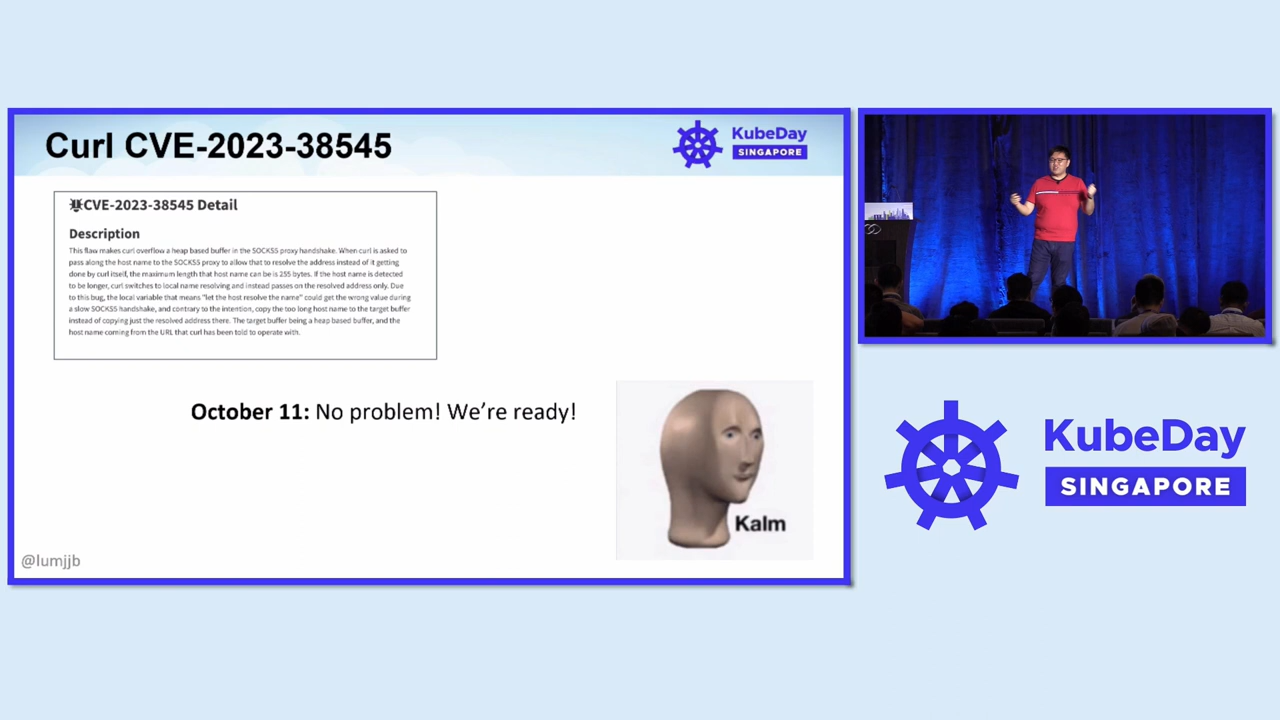 Curl CVE-2023-38545
KubeDay
SINGAPORE
CVE-2023-38545 Detail
Description
This flaw makes curl overflow a heap based buffer in the SOCKS5 proxy handshake. When curl is asked to
pass along the host name to the SOCKS5 proxy to allow that to resolve the address instead of it getting
done by curl itself, the maximum length that host name can be is 255 bytes. If the host name is detected
to be longer, curl switches to local name resolving and instead passes on the resolved address only. Due
to this bug, the local variable that means "let the host resolve the name" could get the wrong value during
a slow SOCKS5 handshake, and contrary to the intention, copy the too long host name to the target buffer
instead of copying just the resolved address there. The target buffer being a heap based buffer, and the
host name coming from the URL that curl has been told to operate with.
October 11: No problem! We're ready!
Kalm
@lumjjb
KubeDay
SINGAPORE